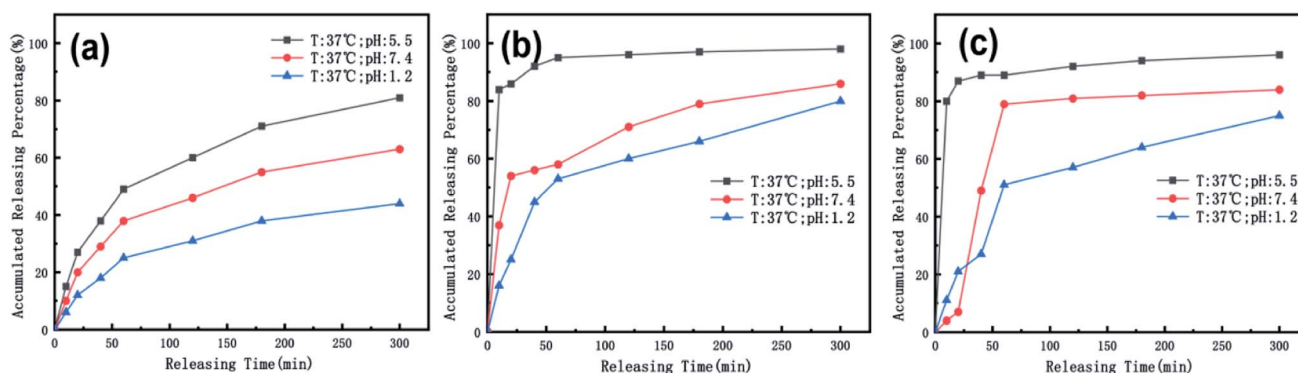 (a)
T:37℃;pH:5.5
T:37℃;pH:7.4
T:37℃;pH:1.2
Accumulated Releasing Percentage(%)
100
80
60
40
20
0
0 50 100 150 200 250 300
Releasing Time(min)
(b)
T:37℃;pH:5.5
T:37℃;pH:7.4
T:37℃;pH:1.2
Accumulated Releasing Percentage(%)
100
80
60
40
20
0
0 50 100 150 200 250 300
Releasing Time(min)
(c)
T:37℃;pH:5.5
T:37℃;pH:7.4
T:37℃;pH:1.2
Accumulated Releasing Percentage(%)
100
80
60
40
20
0
0 50 100 150 200 250 300
Releasing Time(min)